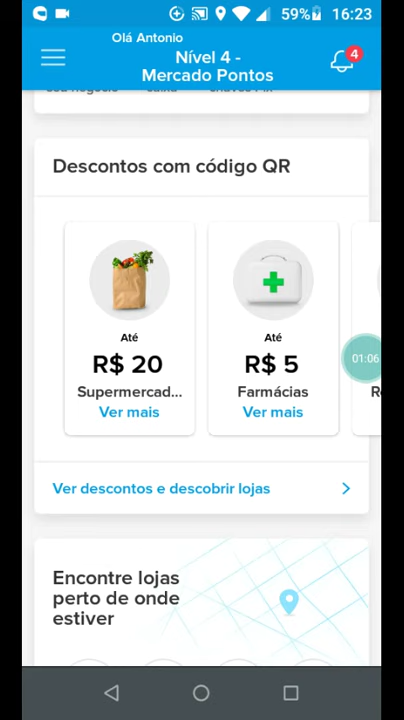 59% 16:23
Olá Antonio
Nível 4 -
Mercado Pontos
4
Descontos com código QR
Até
R$ 20
Supermercad...
Ver mais
Até
R$ 5
Farmácias
Ver mais
01:06
Ver descontos e descobrir lojas
Encontre lojas
perto de onde
estiver